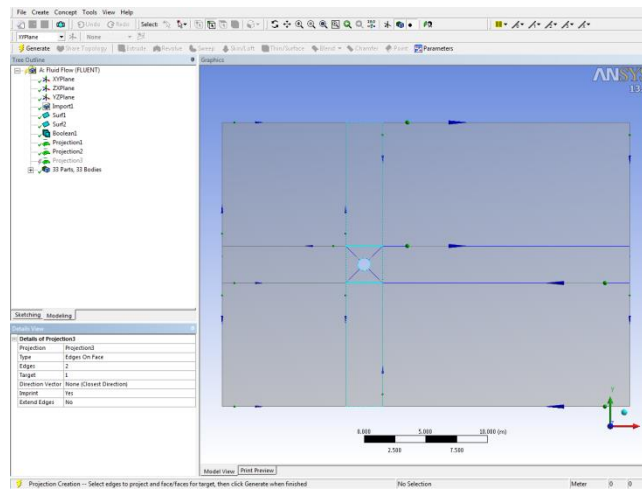 File Create Concept Tools View Help
Undo Redo Select:
XYPlane None
Generate Share Topology Extrude Revolve Sweep Skin/Loft Thin/Surface Blend Chamfer Point Parameters
Tree Outline
Graphics
A: Fluid Flow (FLUENT)
XYPlane
ZXPlane
YZPlane
Import1
Surf1
Surf2
Boolean1
Projection1
Projection2
Projection3
33 Parts, 33 Bodies
ANSYS
13
Sketching Modeling
Details View
Details of Projection3
Projection Projection3
Type Edges On Face
Edges 2
Target 1
Direction Vector None (Closest Direction)
Imprint Yes
Extend Edges No
0.000 5.000 10.000 (m)
2.500 7.500
Model View Print Preview
Projection Creation -- Select edges to project and face/faces for target, then click Generate when finished No Selection Meter 0 0